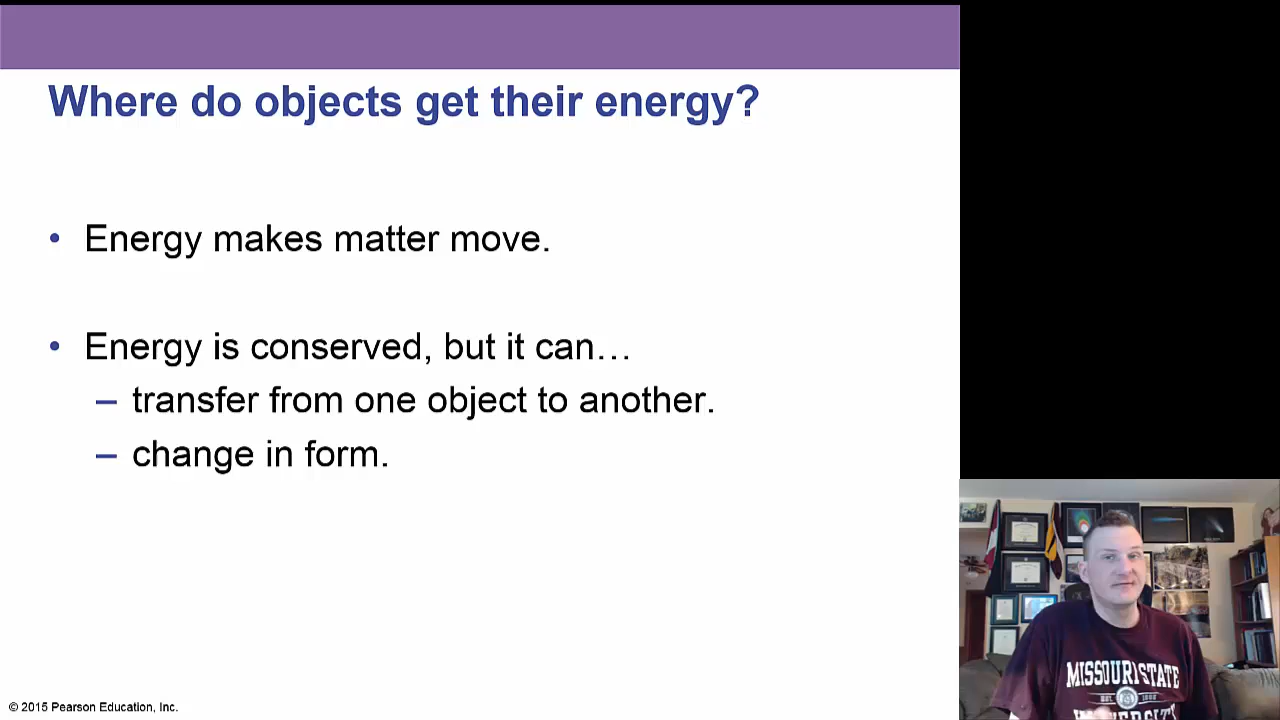 Where do objects get their energy?
• Energy makes matter move.
• Energy is conserved, but it can…
– transfer from one object to another.
– change in form.
© 2015 Pearson Education, Inc.
MISSOURI STATE